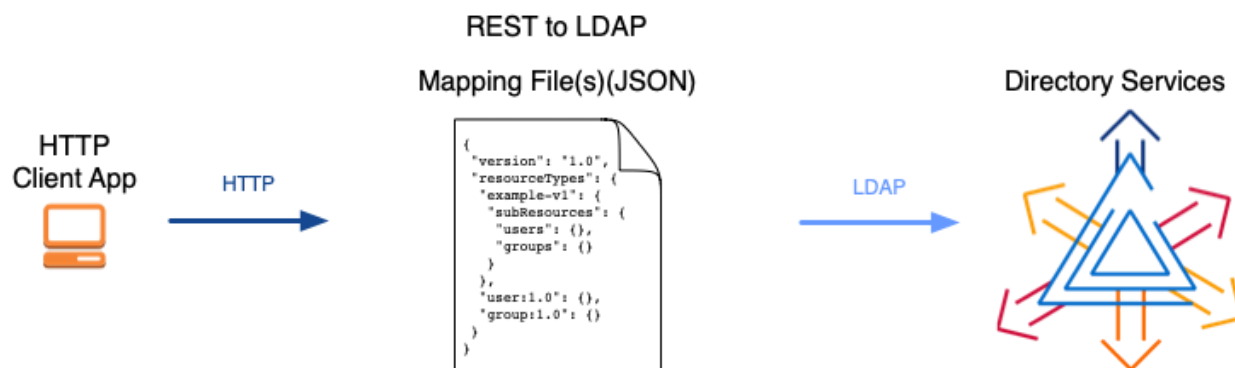 REST to LDAP
Mapping File(s)(JSON)
Directory Services
HTTP
Client App
HTTP
{
"version": "1.0",
"resourceTypes": {
"example-v1": {
"subResources": {
"users": {},
"groups": {}
}
},
"user:1.0": {},
"group:1.0": {}
}
}
LDAP